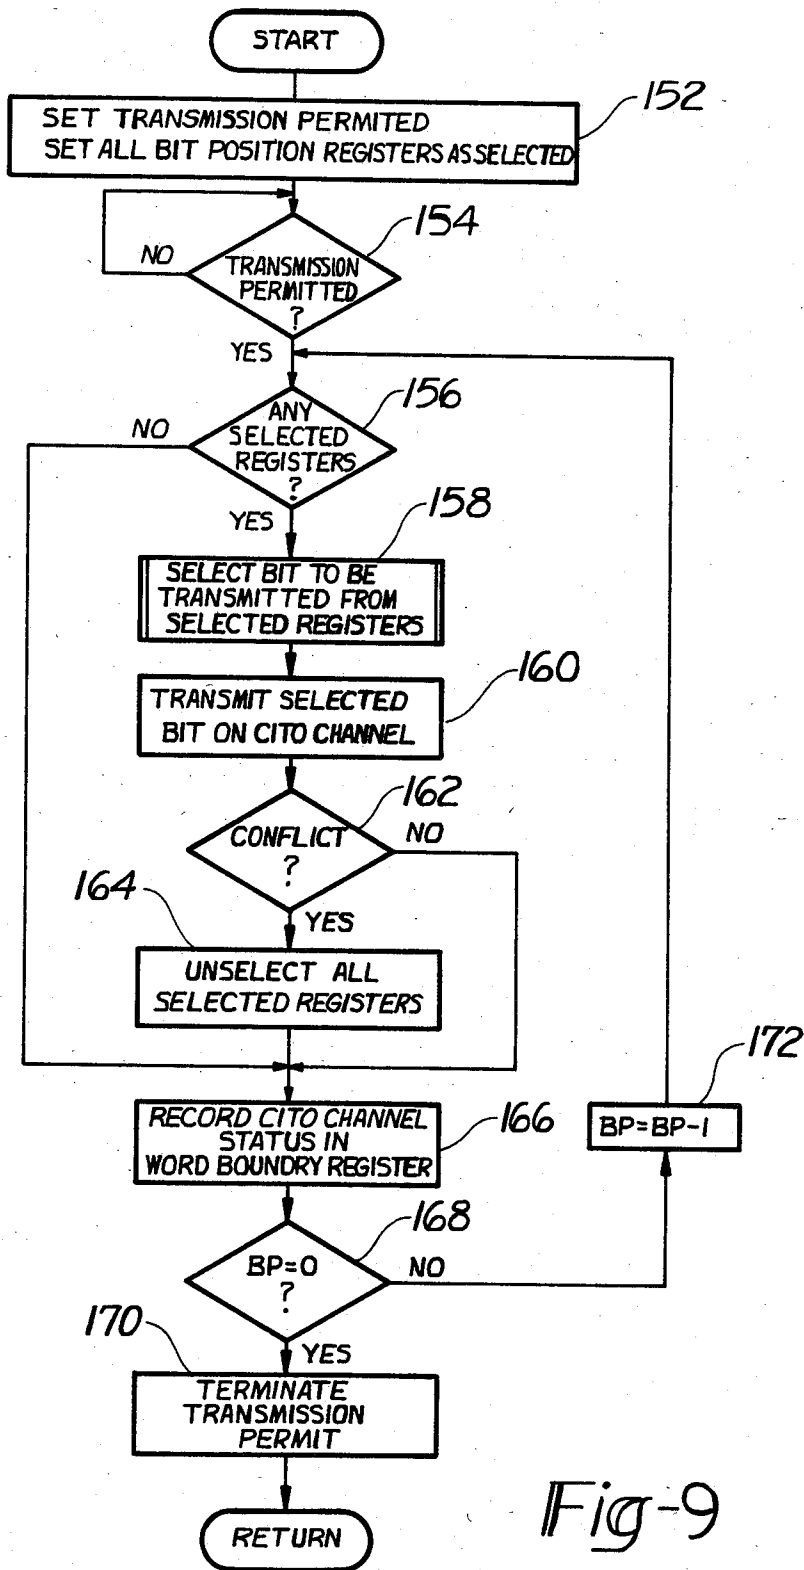 START
152
SET TRANSMISSION PERMITED
SET ALL BIT POSITION REGISTERS AS SELECTED
154
NO
TRANSMISSION
PERMITTED
?
YES
156
NO
ANY
SELECTED
REGISTERS
?
YES
158
SELECT BIT TO BE
TRANSMITTED FROM
SELECTED REGISTERS
160
TRANSMIT SELECTED
BIT ON CITO CHANNEL
162
CONFLICT
?
NO
164
YES
UNSELECT ALL
SELECTED REGISTERS
172
BP=BP-1
RECORD CITO CHANNEL
STATUS IN
WORD BOUNDRY REGISTER
166
168
BP=0
?
NO
170
YES
TERMINATE
TRANSMISSION
PERMIT
RETURN
Fig-9